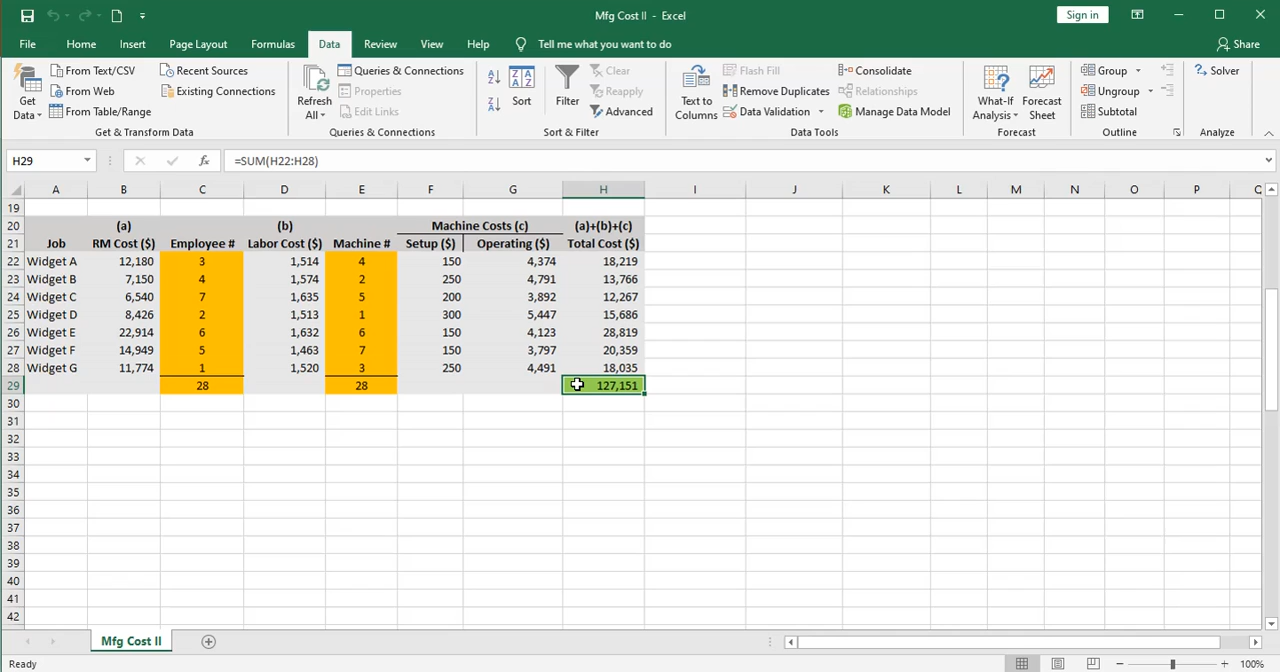 Mfg Cost II - Excel
Sign in
File Home Insert Page Layout Formulas Data Review View Help Tell me what you want to do Share
Get Data
From Text/CSV
From Web
From Table/Range
Recent Sources
Existing Connections
Get & Transform Data
Refresh All
Queries & Connections
Properties
Edit Links
Queries & Connections
Sort
Filter
Clear
Reapply
Advanced
Sort & Filter
Text to Columns
Flash Fill
Remove Duplicates
Data Validation
Consolidate
Relationships
Manage Data Model
Data Tools
What-If Analysis
Forecast Sheet
Forecast
Group
Ungroup
Subtotal
Outline
Solver
Analyze
H29 fx =SUM(H22:H28)
A B C D E F G H I J K L M N O P Q
19
20 (a) (b) Machine Costs (c) (a)+(b)+(c)
21 Job RM Cost ($) Employee # Labor Cost ($) Machine # Setup ($) Operating ($) Total Cost ($)
22 Widget A 12,180 3 1,514 4 150 4,374 18,219
23 Widget B 7,150 4 1,574 2 250 4,791 13,766
24 Widget C 6,540 7 1,635 5 200 3,892 12,267
25 Widget D 8,426 2 1,513 1 300 5,447 15,686
26 Widget E 22,914 6 1,632 6 150 4,123 28,819
27 Widget F 14,949 5 1,463 7 150 3,797 20,359
28 Widget G 11,774 1 1,520 3 250 4,491 18,035
29 28 28 127,151
30
31
32
33
34
35
36
37
38
39
40
41
42
Mfg Cost II
Ready 100%